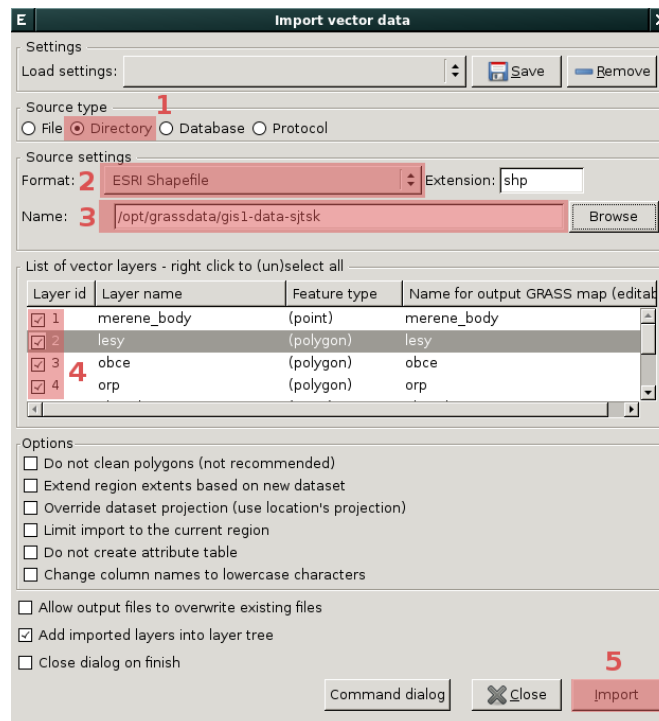 E Import vector data
Settings
Load settings: Save Remove
Source type 1
File Directory Database Protocol
Source settings
Format: 2 ESRI Shapefile Extension: shp
Name: 3 /opt/grassdata/gis1-data-sjtsk Browse
List of vector layers - right click to (un)select all
Layer id Layer name Feature type Name for output GRASS map (editab
1 merene_body (point) merene_body
2 lesy (polygon) lesy
3 obce (polygon) obce
4
4 orp (polygon) orp
Options
Do not clean polygons (not recommended)
Extend region extents based on new dataset
Override dataset projection (use location's projection)
Limit import to the current region
Do not create attribute table
Change column names to lowercase characters
Allow output files to overwrite existing files
Add imported layers into layer tree
Close dialog on finish
5
Command dialog Close Import